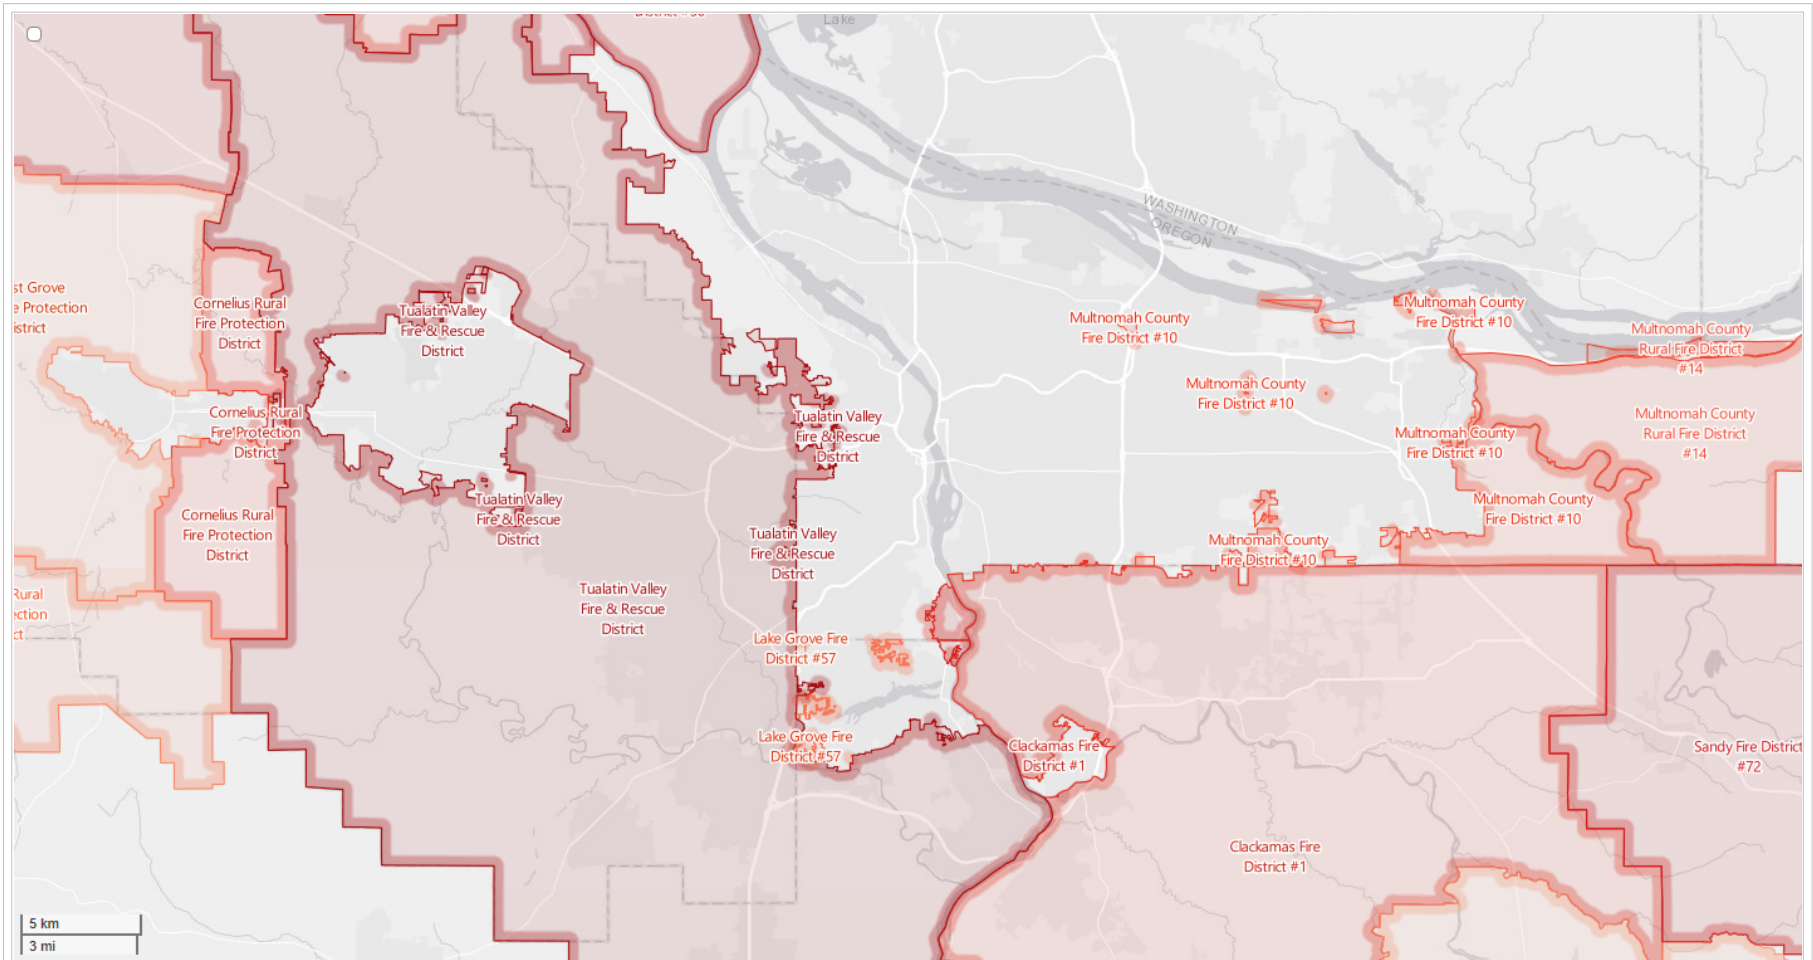 District #30
Lake
WASHINGTON
OREGON
st Grove
e Protection
istrict
Cornelius Rural
Fire Protection
District
Tualatin Valley
Fire & Rescue
District
Multnomah County
Fire District #10
Multnomah County
Fire District #10
Multnomah County
Rural Fire District
#14
Multnomah County
Fire District #10
Cornelius Rural
Fire Protection
District
Tualatin Valley
Fire & Rescue
District
Multnomah County
Fire District #10
Multnomah County
Rural Fire District
#14
Cornelius Rural
Fire Protection
District
Tualatin Valley
Fire & Rescue
District
Tualatin Valley
Fire & Rescue
District
Multnomah County
Fire District #10
Multnomah County
Fire District #10
Rural
ection
ct
Tualatin Valley
Fire & Rescue
District
Lake Grove Fire
District #57
Lake Grove Fire
District #57
Clackamas Fire
District #1
Sandy Fire District
#72
Clackamas Fire
District #1
5 km
3 mi